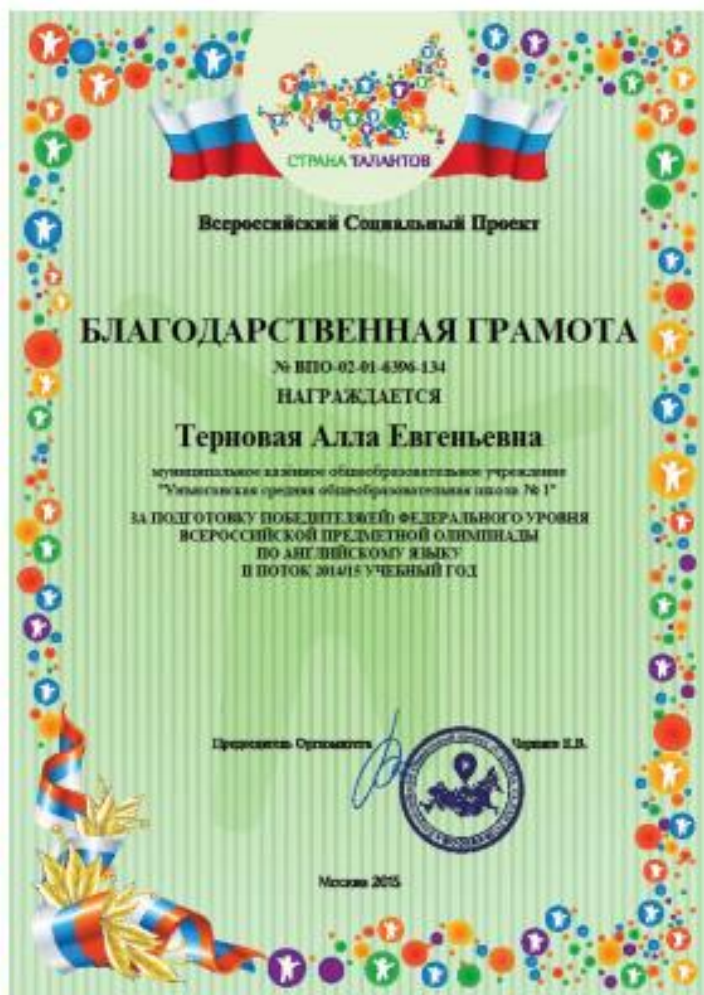 СТРАНА ТАЛАНТОВ
Всероссийский Социальный Проект
БЛАГОДАРСТВЕННАЯ ГРАМОТА
№ ВПО-02-01-6396-134
НАГРАЖДАЕТСЯ
Терновая Алла Евгеньевна
муниципальное казенное общеобразовательное учреждение
средняя общеобразовательная школа № 1"
ЗА ПОДГОТОВКУ ПОБЕДИТЕЛЯ(ЕЙ) ФЕДЕРАЛЬНОГО УРОВНЯ
ВСЕРОССИЙСКОЙ ПРЕДМЕТНОЙ ОЛИМПИАДЫ
ПО АНГЛИЙСКОМУ ЯЗЫКУ
II ПОТОК 2014/15 УЧЕБНЫЙ ГОД
Председатель Оргкомитета
Москва 2015